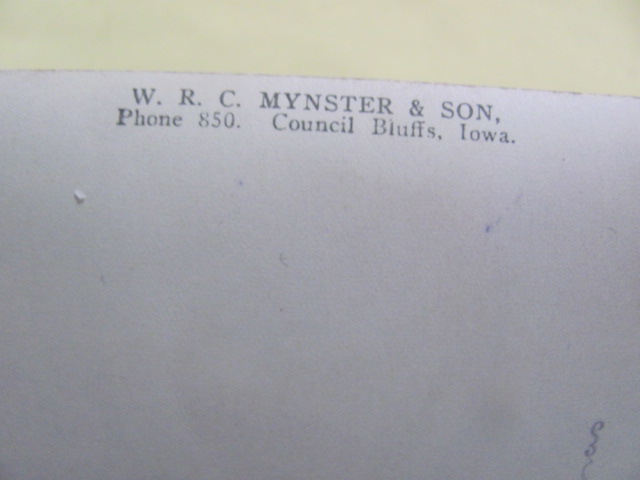 W. R. C. MYNSTER & SON,
Phone 850. Council Bluffs, Iowa.